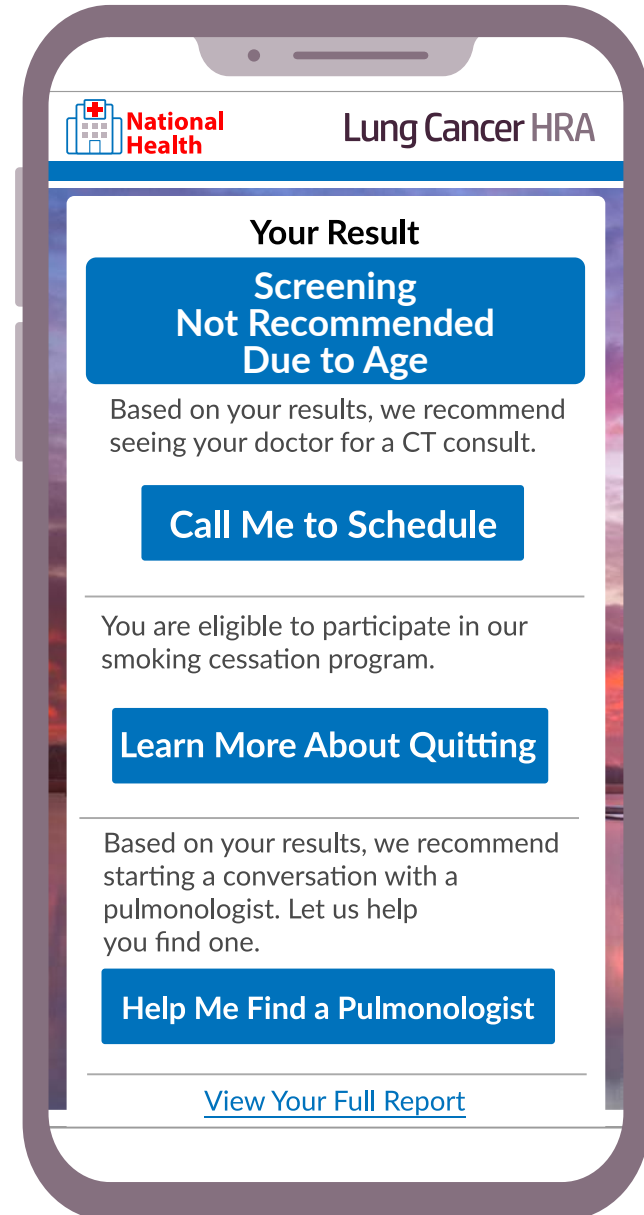 National
Health
Lung Cancer HRA
Your Result
Screening
Not Recommended
Due to Age
Based on your results, we recommend
seeing your doctor for a CT consult.
Call Me to Schedule
You are eligible to participate in our
smoking cessation program.
Learn More About Quitting
Based on your results, we recommend
starting a conversation with a
pulmonologist. Let us help
you find one.
Help Me Find a Pulmonologist
View Your Full Report